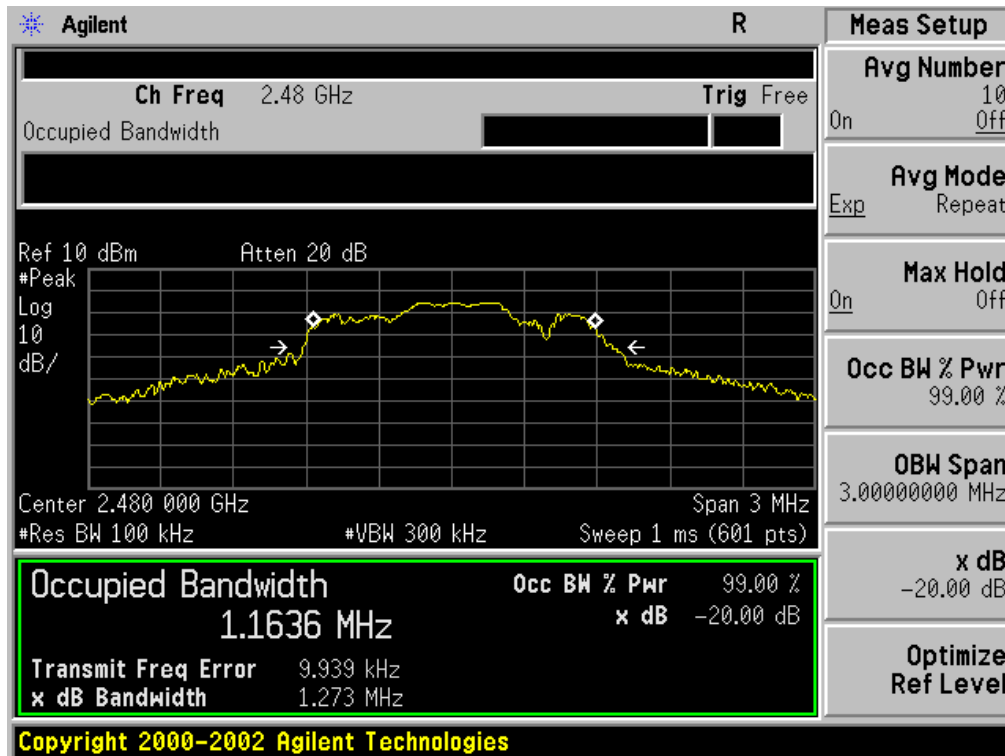 Agilent R Meas Setup
Ch Freq 2.48 GHz Trig Free
Occupied Bandwidth
Avg Number
10
On Off
Avg Mode
Exp Repeat
Max Hold
On Off
Occ BW % Pwr
99.00 %
OBW Span
3.00000000 MHz
x dB
-20.00 dB
Optimize
Ref Level
Ref 10 dBm Atten 20 dB
#Peak
Log
10
dB/
Center 2.480 000 GHz Span 3 MHz
#Res BW 100 kHz #VBW 300 kHz Sweep 1 ms (601 pts)
Occupied Bandwidth Occ BW % Pwr 99.00 %
1.1636 MHz x dB -20.00 dB
Transmit Freq Error 9.939 kHz
x dB Bandwidth 1.273 MHz
Copyright 2000-2002 Agilent Technologies